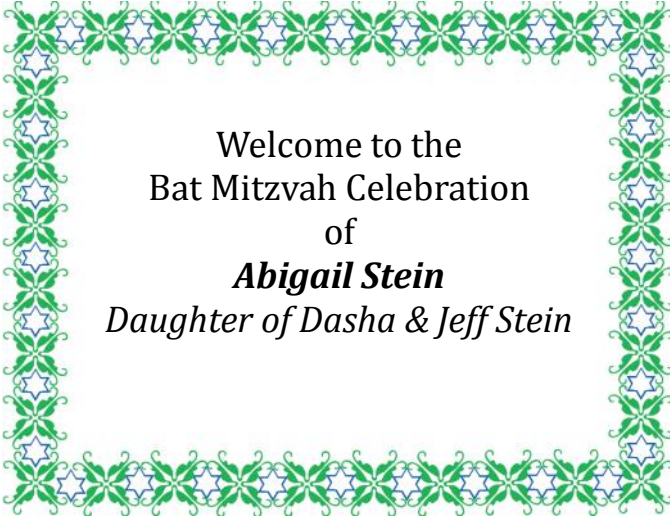 Welcome to the
Bat Mitzvah Celebration
of
Abigail Stein
Daughter of Dasha & Jeff Stein